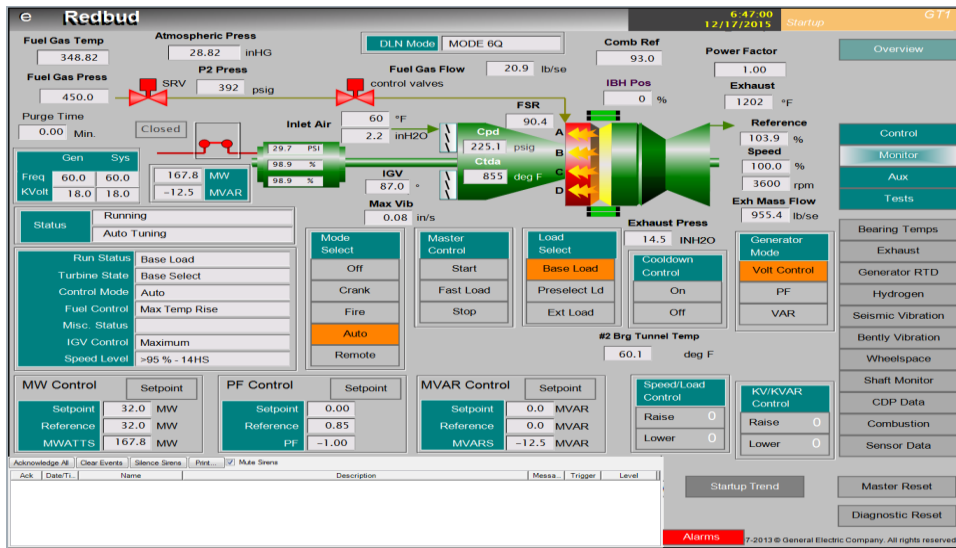 e Redbud
6:47:00
12/17/2015
Startup
GT1
Fuel Gas Temp
348.82
Atmospheric Press
28.82 inHG
DLN Mode MODE 6Q
Comb Ref
93.0
Power Factor
1.00
Overview
Fuel Gas Press
450.0
SRV
P2 Press
392 psig
Fuel Gas Flow 20.9 lb/se
control valves
IBH Pos
0 %
Exhaust
1202 °F
Purge Time
0.00 Min.
Closed
Inlet Air
60 °F
2.2 inH2O
FSR
90.4
Cpd
225.1 psig
Ctda
855 deg F
A
B
C
D
Reference
103.9 %
Speed
100.0 %
3600 rpm
Exh Mass Flow
955.4 lb/se
Control
Monitor
Aux
Tests
Gen Sys
Freq 60.0 60.0
KVolt 18.0 18.0
167.8 MW
-12.5 MVAR
29.7 PSI
98.9 %
98.9 %
IGV
87.0 °
Max Vib
0.08 in/s
Exhaust Press
14.5 INH2O
Status
Running
Auto Tuning
Run Status Base Load
Turbine State Base Select
Control Mode Auto
Fuel Control Max Temp Rise
Misc. Status
IGV Control Maximum
Speed Level >95 % - 14HS
Mode Select
Off
Crank
Fire
Auto
Remote
Master Control
Start
Fast Load
Stop
Load Select
Base Load
Preselect Ld
Ext Load
Cooldown Control
On
Off
Generator Mode
Volt Control
PF
VAR
#2 Brg Tunnel Temp
60.1 deg F
Bearing Temps
Exhaust
Generator RTD
Hydrogen
Seismic Vibration
Bently Vibration
Wheelspace
Shaft Monitor
CDP Data
Combustion
Sensor Data
MW Control Setpoint
Setpoint 32.0 MW
Reference 32.0 MW
MWATTS 167.8 MW
PF Control Setpoint
Setpoint 0.00
Reference 0.85
PF -1.00
MVAR Control Setpoint
Setpoint 0.0 MVAR
Reference 0.0 MVAR
MVARS -12.5 MVAR
Speed/Load Control
Raise 0
Lower 0
KV/KVAR Control
Raise 0
Lower 0
Acknowledge All Clear Events Silence Sirens Print... Mute Sirens
Ack Date/Ti.. Name Description Messa... Trigger Level
Startup Trend
Master Reset
Diagnostic Reset
Alarms
7-2013 © General Electric Company. All rights reserved